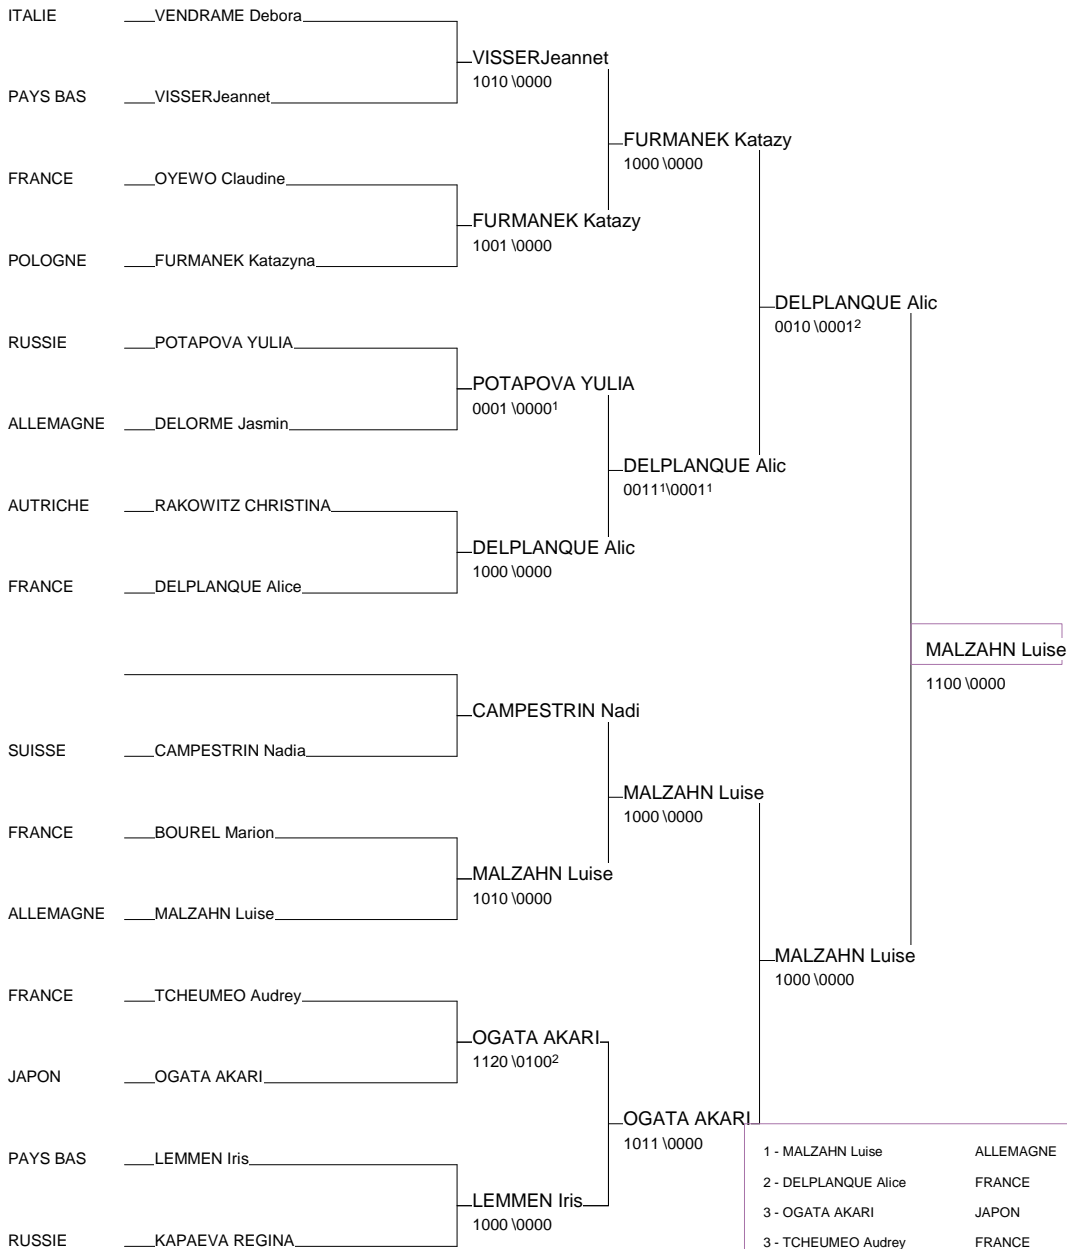 ITALIE VENDRAME Debora
VISSERJeannet
1010 \0000
PAYS BAS VISSERJeannet
FURMANEK Katazy
1000 \0000
FRANCE OYEWO Claudine
FURMANEK Katazy
1001 \0000
POLOGNE FURMANEK Katazyna
DELPLANQUE Alic
0010 \0001²
RUSSIE POTAPOVA YULIA
POTAPOVA YULIA
0001 \0000¹
ALLEMAGNE DELORME Jasmin
DELPLANQUE Alic
0011¹\0001¹
AUTRICHE RAKOWITZ CHRISTINA
DELPLANQUE Alic
1000 \0000
FRANCE DELPLANQUE Alice
MALZAHN Luise
1100 \0000
CAMPESTRIN Nadi
SUISSE CAMPESTRIN Nadia
MALZAHN Luise
1000 \0000
FRANCE BOUREL Marion
MALZAHN Luise
1010 \0000
ALLEMAGNE MALZAHN Luise
MALZAHN Luise
1000 \0000
FRANCE TCHEUMEO Audrey
OGATA AKARI
1120 \0100²
JAPON OGATA AKARI
OGATA AKARI
1011 \0000
PAYS BAS LEMMEN Iris
LEMMEN Iris
1000 \0000
RUSSIE KAPAEVA REGINA
1 - MALZAHN Luise ALLEMAGNE
2 - DELPLANQUE Alice FRANCE
3 - OGATA AKARI JAPON
3 - TCHEUMEO Audrey FRANCE